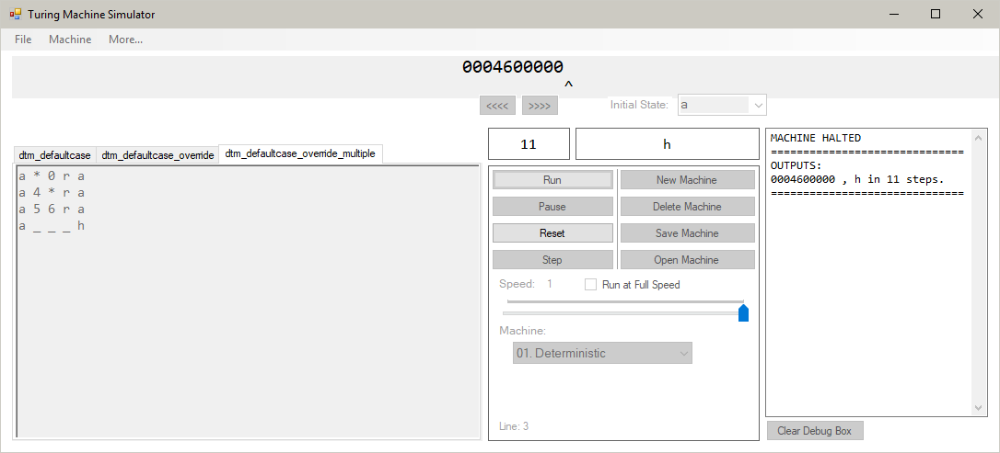 Turing Machine Simulator
File Machine More...
0004600000
^
<<<< >>>> Initial State: a
dtm_defaultcase dtm_defaultcase_override dtm_defaultcase_override_multiple
a * 0 r a
a 4 * r a
a 5 6 r a
a _ _ _ h
11 h
Run New Machine
Pause Delete Machine
Reset Save Machine
Step Open Machine
Speed: 1 Run at Full Speed
Machine:
01. Deterministic
Line: 3
MACHINE HALTED
==============================
OUTPUTS:
0004600000 , h in 11 steps.
==============================
Clear Debug Box